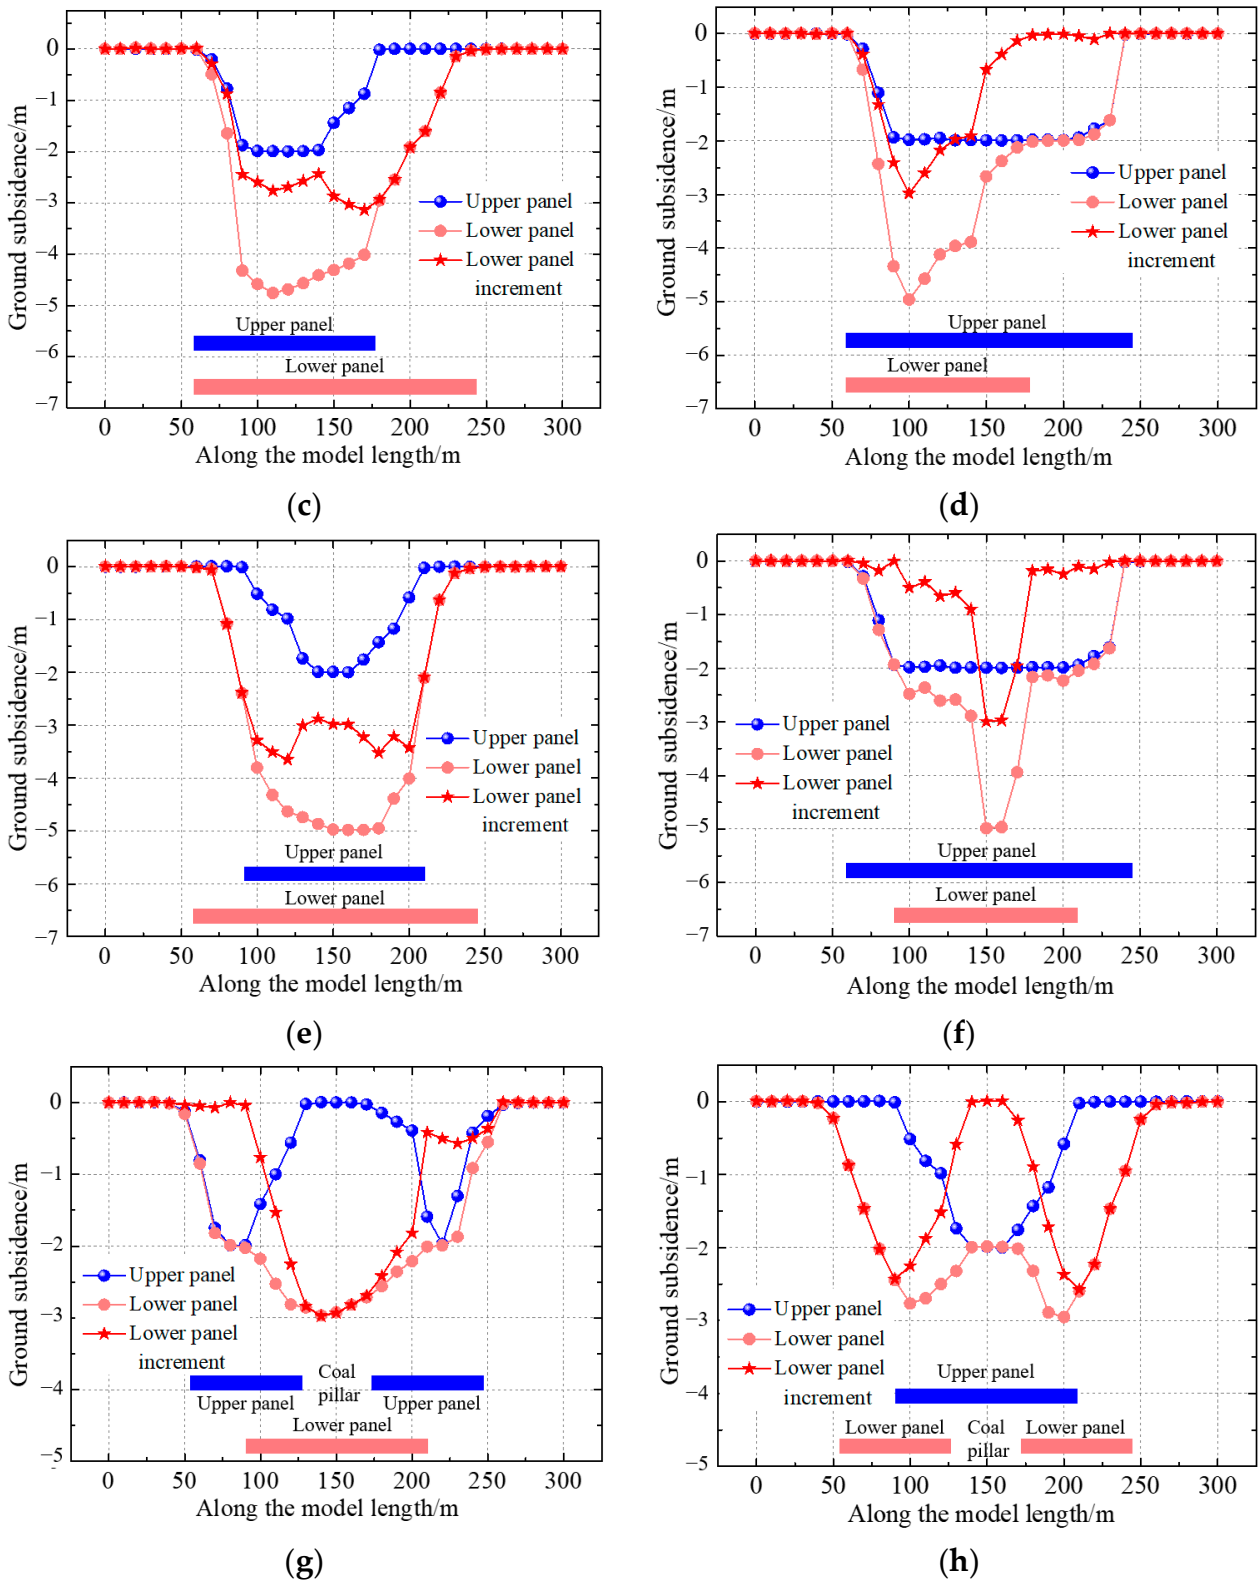 0
−1
−2
−3
−4
−5
−6
−7
Ground subsidence/m
Upper panel
Lower panel
Lower panel
increment
Upper panel
Lower panel
0 50 100 150 200 250 300
Along the model length/m
(c)
0
−1
−2
−3
−4
−5
−6
−7
Ground subsidence/m
Upper panel
Lower panel
Lower panel
increment
Upper panel
Lower panel
0 50 100 150 200 250 300
Along the model length/m
(d)
0
−1
−2
−3
−4
−5
−6
−7
Ground subsidence/m
Upper panel
Lower panel
Lower panel
increment
Upper panel
Lower panel
0 50 100 150 200 250 300
Along the model length/m
(e)
0
−1
−2
−3
−4
−5
−6
−7
Ground subsidence/m
Upper panel
Lower panel
Lower panel
increment
Upper panel
Lower panel
0 50 100 150 200 250 300
Along the model length/m
(f)
0
−1
−2
−3
−4
−5
Ground subsidence/m
Upper panel
Lower panel
Lower panel
increment
Coal
pillar
Upper panel
Upper panel
Lower panel
0 50 100 150 200 250 300
Along the model length/m
(g)
0
−1
−2
−3
−4
−5
Ground subsidence/m
Upper panel
Lower panel
Lower panel
increment
Upper panel
Lower panel
Coal
pillar
Lower panel
0 50 100 150 200 250 300
Along the model length/m
(h)